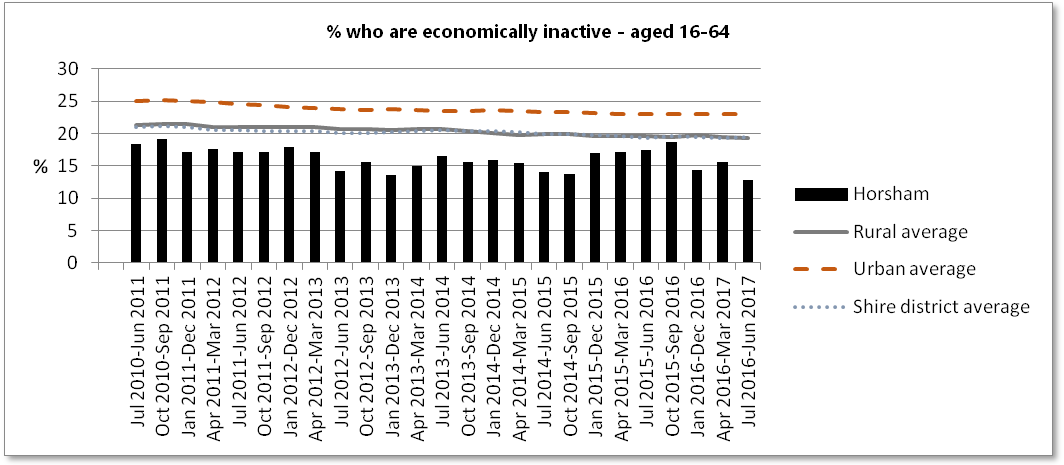 % who are economically inactive - aged 16-64
30
25
20
15
10
5
0
%
Jul 2010-Jun 2011
Oct 2010-Sep 2011
Jan 2011-Dec 2011
Apr 2011-Mar 2012
Jul 2011-Jun 2012
Oct 2011-Sep 2012
Jan 2012-Dec 2012
Apr 2012-Mar 2013
Jul 2012-Jun 2013
Oct 2012-Sep 2013
Jan 2013-Dec 2013
Apr 2013-Mar 2014
Jul 2013-Jun 2014
Oct 2013-Sep 2014
Jan 2014-Dec 2014
Apr 2014-Mar 2015
Jul 2014-Jun 2015
Oct 2014-Sep 2015
Jan 2015-Dec 2015
Apr 2015-Mar 2016
Jul 2015-Jun 2016
Oct 2015-Sep 2016
Jan 2016-Dec 2016
Apr 2016-Mar 2017
Jul 2016-Jun 2017
Horsham
Rural average
Urban average
Shire district average